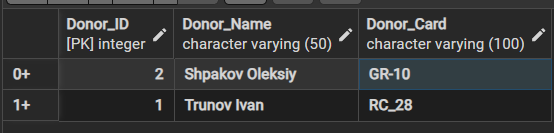 Donor_ID Donor_Name Donor_Card
[PK] integer character varying (50) character varying (100)
0+ 2 Shpakov Oleksiy GR-10
1+ 1 Trunov Ivan RC_28